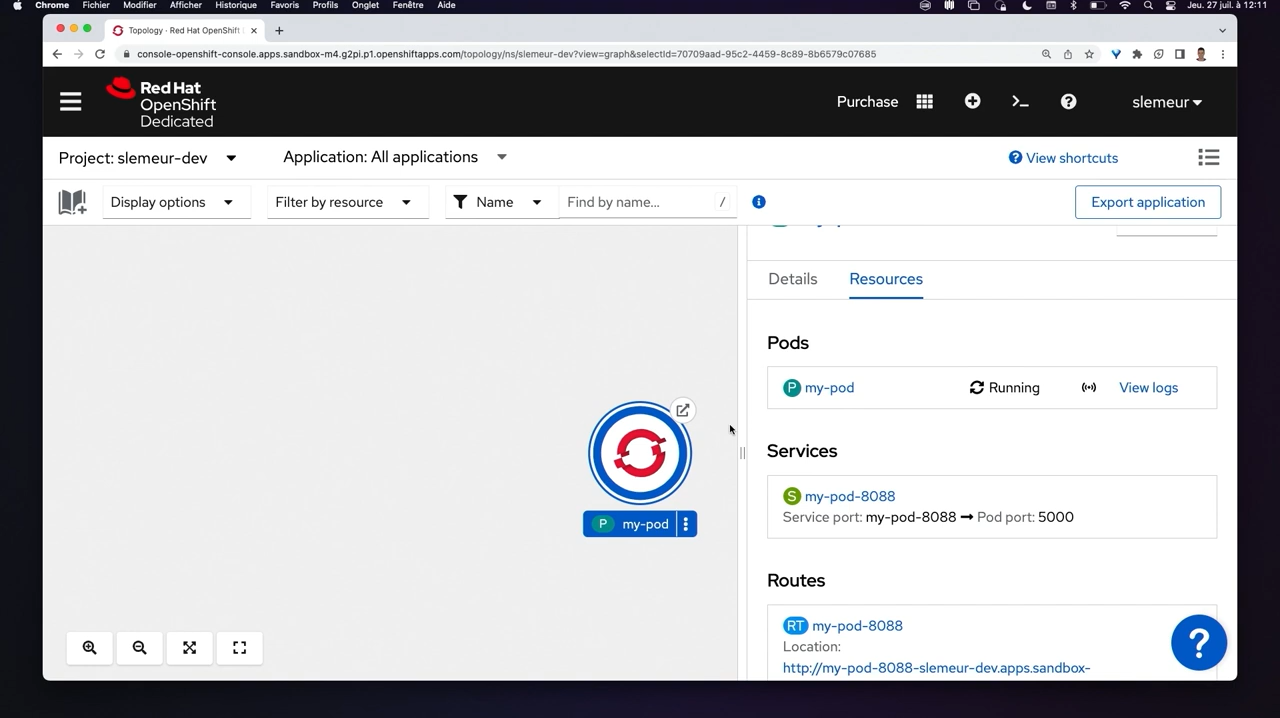 Chrome Fichier Modifier Afficher Historique Favoris Profils Onglet Fenêtre Aide Jeu. 27 juil. à 12:11
Topology · Red Hat OpenShift
console-openshift-console.apps.sandbox-m4.g2pi.p1.openshiftapps.com/topology/ns/slemeur-dev?view=graph&selectId=70709aad-95c2-4459-8c89-8b6579c07685
Red Hat
OpenShift
Dedicated
Purchase
slemeur
Project: slemeur-dev
Application: All applications
View shortcuts
Display options
Filter by resource
Name
Find by name...
/
Export application
Details
Resources
Pods
P my-pod
Running
View logs
Services
S my-pod-8088
Service port: my-pod-8088 ➞ Pod port: 5000
P my-pod
Routes
RT my-pod-8088
Location:
http://my-pod-8088-slemeur-dev.apps.sandbox-